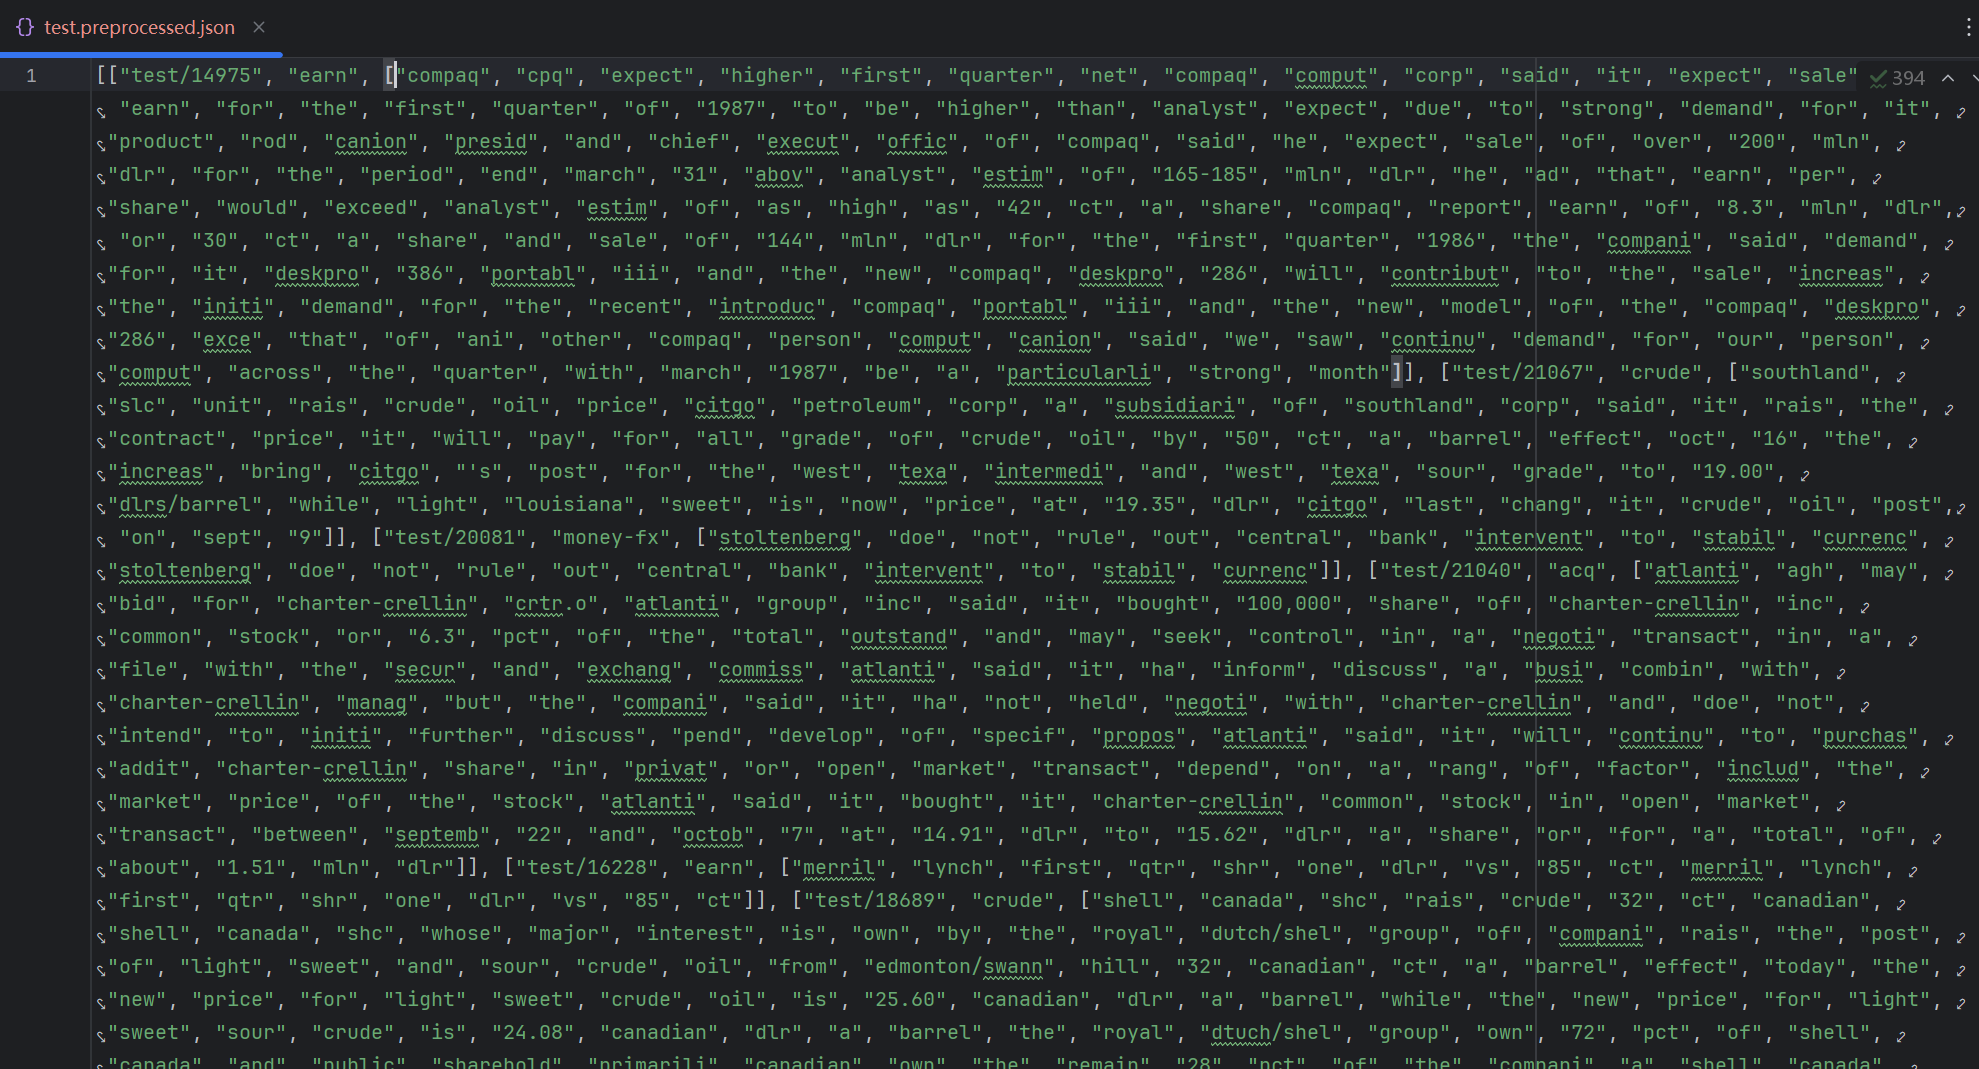 test.preprocessed.json
1 [["test/14975", "earn", ["compaq", "cpq", "expect", "higher", "first", "quarter", "net", "compaq", "comput", "corp", "said", "it", "expect", "sale" 394
"earn", "for", "the", "first", "quarter", "of", "1987", "to", "be", "higher", "than", "analyst", "expect", "due", "to", "strong", "demand", "for", "it",
"product", "rod", "canion", "presid", "and", "chief", "execut", "offic", "of", "compaq", "said", "he", "expect", "sale", "of", "over", "200", "mln",
"dlr", "for", "the", "period", "end", "march", "31", "abov", "analyst", "estim", "of", "165-185", "mln", "dlr", "he", "ad", "that", "earn", "per",
"share", "would", "exceed", "analyst", "estim", "of", "as", "high", "as", "42", "ct", "a", "share", "compaq", "report", "earn", "of", "8.3", "mln", "dlr",
"or", "30", "ct", "a", "share", "and", "sale", "of", "144", "mln", "dlr", "for", "the", "first", "quarter", "1986", "the", "compani", "said", "demand",
"for", "it", "deskpro", "386", "portabl", "iii", "and", "the", "new", "compaq", "deskpro", "286", "will", "contribut", "to", "the", "sale", "increas",
"the", "initi", "demand", "for", "the", "recent", "introduc", "compaq", "portabl", "iii", "and", "the", "new", "model", "of", "the", "compaq", "deskpro",
"286", "exce", "that", "of", "ani", "other", "compaq", "person", "comput", "canion", "said", "we", "saw", "continu", "demand", "for", "our", "person",
"comput", "across", "the", "quarter", "with", "march", "1987", "be", "a", "particularli", "strong", "month"]], ["test/21067", "crude", ["southland",
"slc", "unit", "rais", "crude", "oil", "price", "citgo", "petroleum", "corp", "a", "subsidiari", "of", "southland", "corp", "said", "it", "rais", "the",
"contract", "price", "it", "will", "pay", "for", "all", "grade", "of", "crude", "oil", "by", "50", "ct", "a", "barrel", "effect", "oct", "16", "the",
"increas", "bring", "citgo", "'s", "post", "for", "the", "west", "texa", "intermedi", "and", "west", "texa", "sour", "grade", "to", "19.00",
"dlrs/barrel", "while", "light", "louisiana", "sweet", "is", "now", "price", "at", "19.35", "dlr", "citgo", "last", "chang", "it", "crude", "oil", "post",
"on", "sept", "9"]], ["test/20081", "money-fx", ["stoltenberg", "doe", "not", "rule", "out", "central", "bank", "intervent", "to", "stabil", "currenc",
"stoltenberg", "doe", "not", "rule", "out", "central", "bank", "intervent", "to", "stabil", "currenc"]], ["test/21040", "acq", ["atlanti", "agh", "may",
"bid", "for", "charter-crellin", "crtr.o", "atlanti", "group", "inc", "said", "it", "bought", "100,000", "share", "of", "charter-crellin", "inc",
"common", "stock", "or", "6.3", "pct", "of", "the", "total", "outstand", "and", "may", "seek", "control", "in", "a", "negoti", "transact", "in", "a",
"file", "with", "the", "secur", "and", "exchang", "commiss", "atlanti", "said", "it", "ha", "inform", "discuss", "a", "busi", "combin", "with",
"charter-crellin", "manag", "but", "the", "compani", "said", "it", "ha", "not", "held", "negoti", "with", "charter-crellin", "and", "doe", "not",
"intend", "to", "initi", "further", "discuss", "pend", "develop", "of", "specif", "propos", "atlanti", "said", "it", "will", "continu", "to", "purchas",
"addit", "charter-crellin", "share", "in", "privat", "or", "open", "market", "transact", "depend", "on", "a", "rang", "of", "factor", "includ", "the",
"market", "price", "of", "the", "stock", "atlanti", "said", "it", "bought", "it", "charter-crellin", "common", "stock", "in", "open", "market",
"transact", "between", "septemb", "22", "and", "octob", "7", "at", "14.91", "dlr", "to", "15.62", "dlr", "a", "share", "or", "for", "a", "total", "of",
"about", "1.51", "mln", "dlr"]], ["test/16228", "earn", ["merril", "lynch", "first", "qtr", "shr", "one", "dlr", "vs", "85", "ct", "merril", "lynch",
"first", "qtr", "shr", "one", "dlr", "vs", "85", "ct"]], ["test/18689", "crude", ["shell", "canada", "shc", "rais", "crude", "32", "ct", "canadian",
"shell", "canada", "shc", "whose", "major", "interest", "is", "own", "by", "the", "royal", "dutch/shel", "group", "of", "compani", "rais", "the", "post",
"of", "light", "sweet", "and", "sour", "crude", "oil", "from", "edmonton/swann", "hill", "32", "canadian", "ct", "a", "barrel", "effect", "today", "the",
"new", "price", "for", "light", "sweet", "crude", "oil", "is", "25.60", "canadian", "dlr", "a", "barrel", "while", "the", "new", "price", "for", "light",
"sweet", "sour", "crude", "is", "24.08", "canadian", "dlr", "a", "barrel", "the", "royal", "dtuch/shel", "group", "own", "72", "pct", "of", "shell",
"canada", "and", "public", "sharehold", "primarili", "canadian", "own", "the", "remain", "28", "pct", "of", "the", "compani", "a", "shell", "canada",